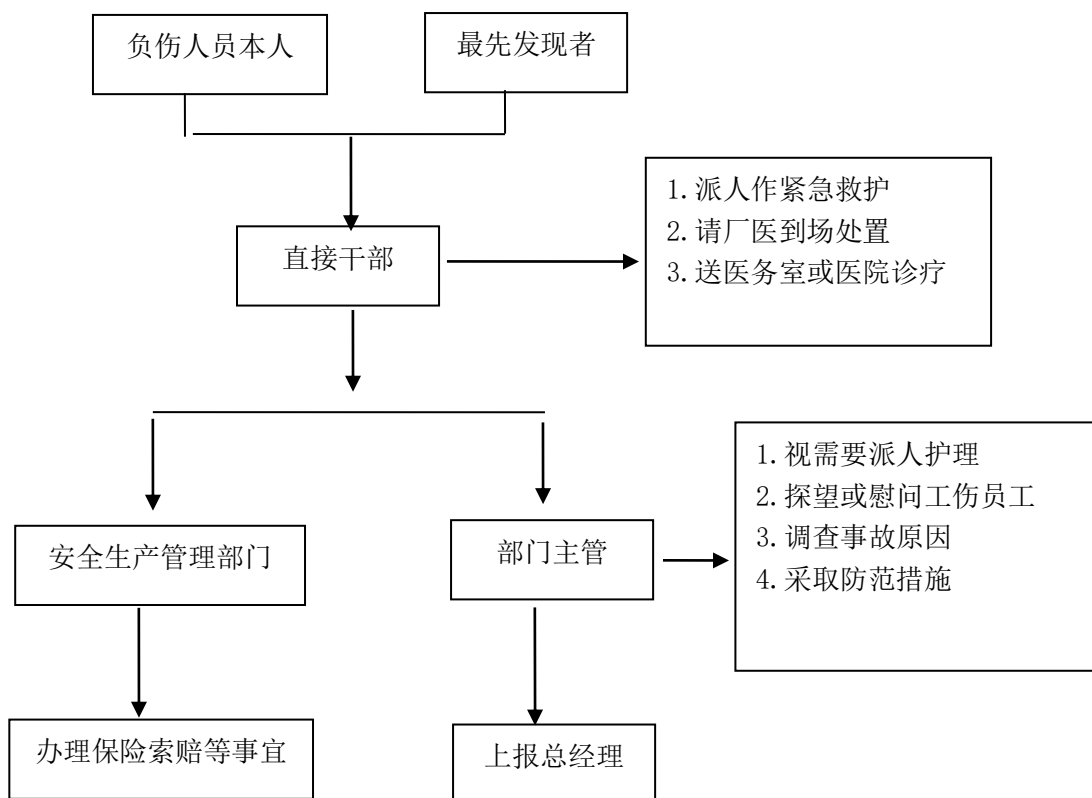 负伤人员本人
最先发现者
直接干部
1.派人作紧急救护
2.请厂医到场处置
3.送医务室或医院诊疗
安全生产管理部门
部门主管
1.视需要派人护理
2.探望或慰问工伤员工
3.调查事故原因
4.采取防范措施
办理保险索赔等事宜
上报总经理